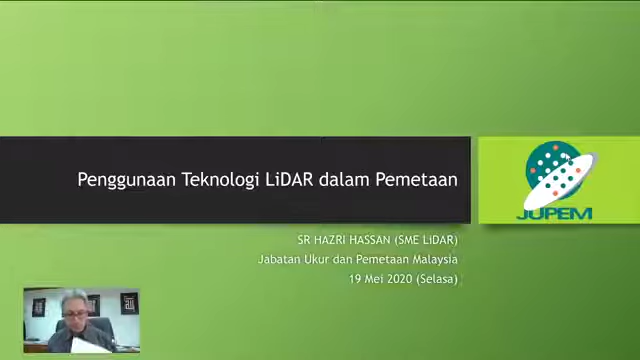 Penggunaan Teknologi LiDAR dalam Pemetaan
JUPEM
SR HAZRI HASSAN (SME LiDAR)
Jabatan Ukur dan Pemetaan Malaysia
19 Mei 2020 (Selasa)